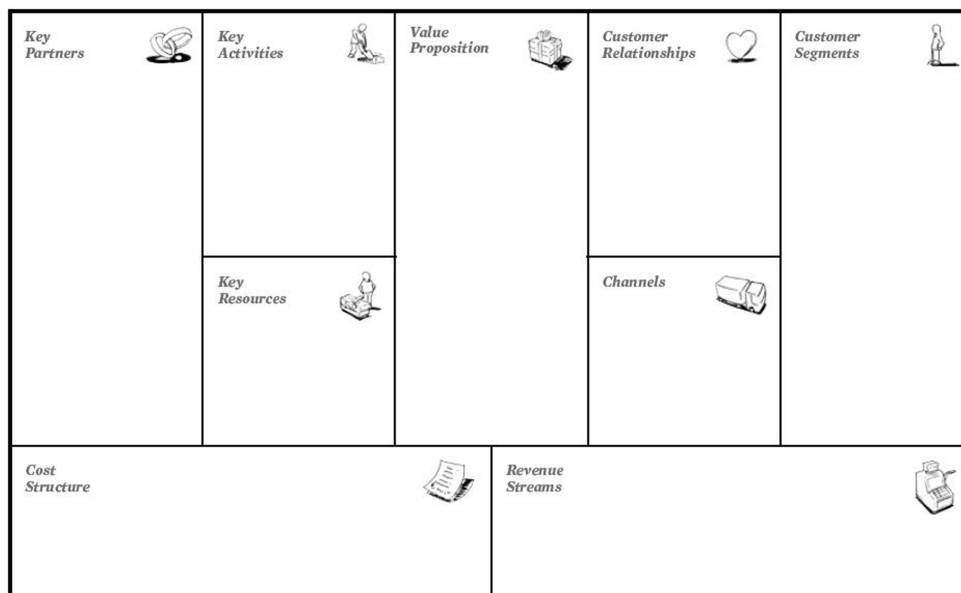 Key
Partners
Key
Activities
Value
Proposition
Customer
Relationships
Customer
Segments
Key
Resources
Channels
Cost
Structure
Revenue
Streams